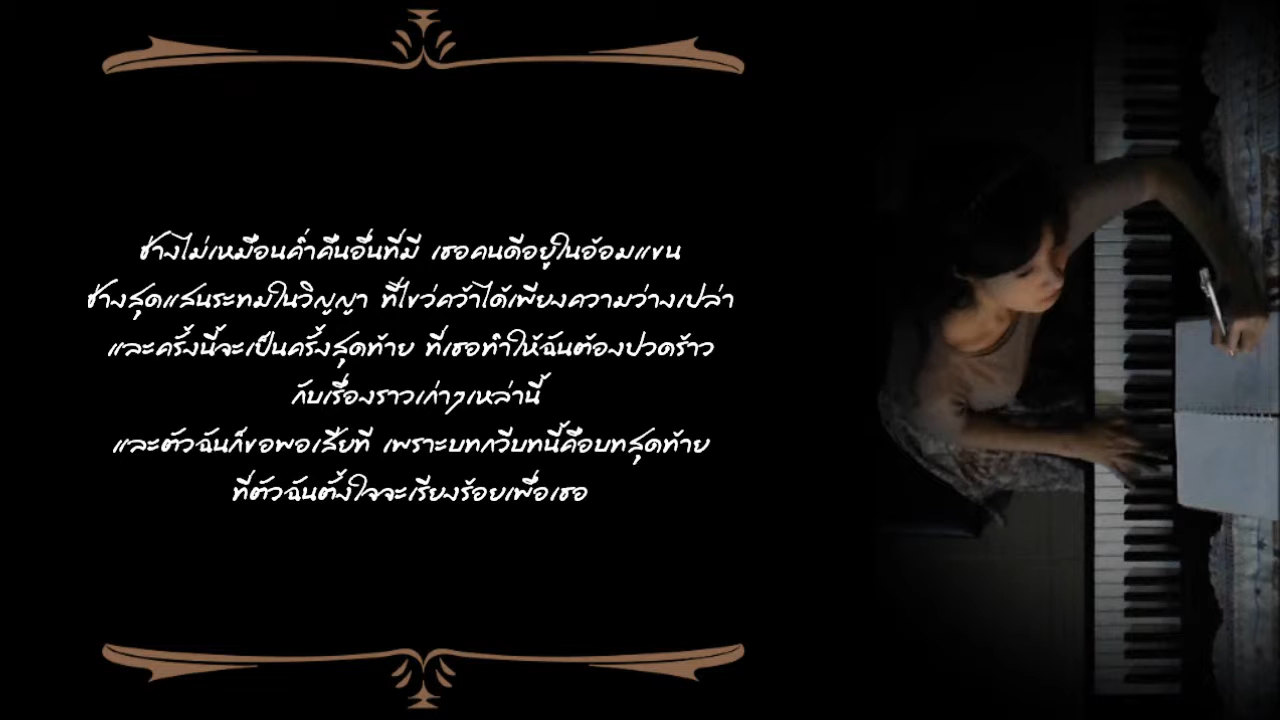 ช่างไม่เหมือนค่ำคืนอื่นที่มี เธอคนดีอยู่ในอ้อมแขน
ช่างสุดแสนระทมในวิญญา ที่ไขว่คว้าได้เพียงความว่างเปล่า
และครั้งนี้จะเป็นครั้งสุดท้าย ที่เธอทำให้ฉันต้องปวดร้าว
กับเรื่องราวเก่าๆเหล่านี้
และตัวฉันก็ขอพอเสียที เพราะบทกวีบทนี้คือบทสุดท้าย
ที่ตัวฉันตั้งใจจะเรียงร้อยเพื่อเธอ